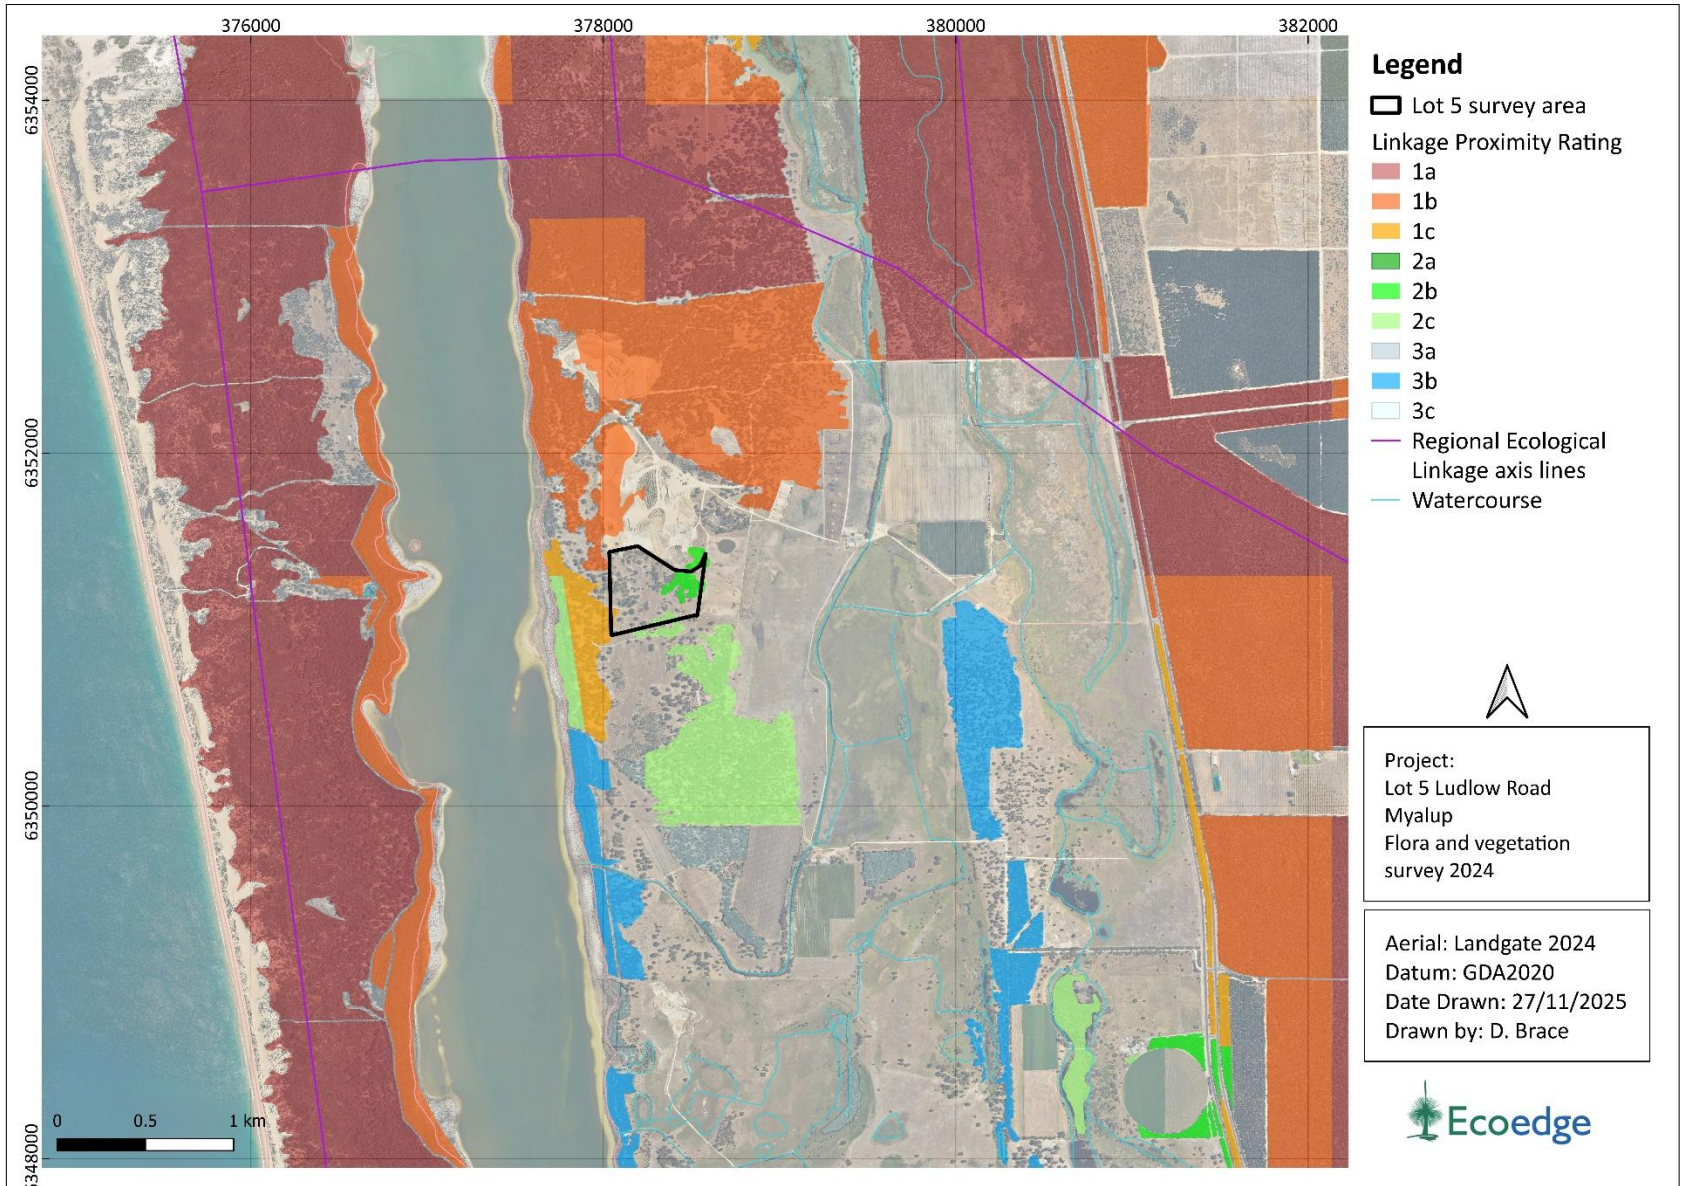 376000
378000
380000
382000
6354000
6352000
6350000
6348000
0
0.5
1 km
Legend
Lot 5 survey area
Linkage Proximity Rating
1a
1b
1c
2a
2b
2c
3a
3b
3c
Regional Ecological
Linkage axis lines
Watercourse
Project:
Lot 5 Ludlow Road
Myalup
Flora and vegetation
survey 2024
Aerial: Landgate 2024
Datum: GDA2020
Date Drawn: 27/11/2025
Drawn by: D. Brace
Ecoedge